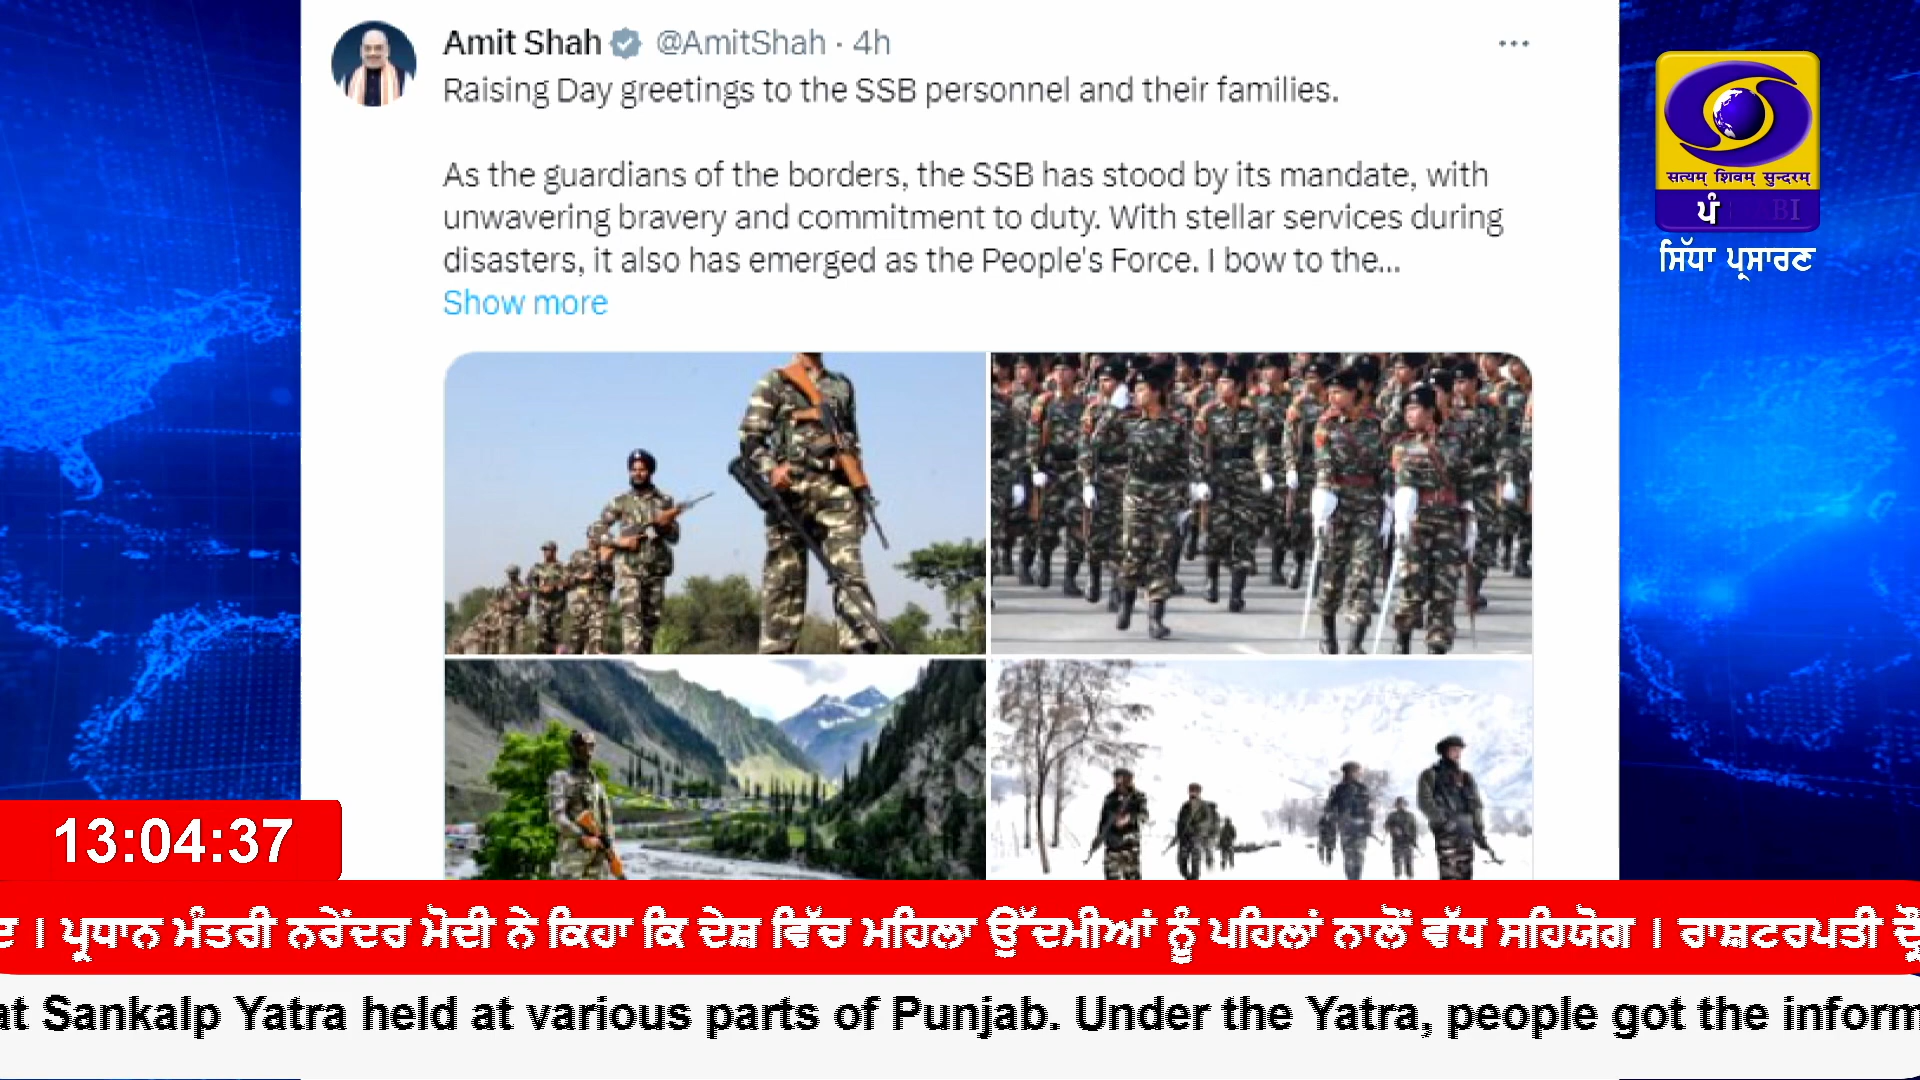 Amit Shah @AmitShah · 4h
Raising Day greetings to the SSB personnel and their families.
As the guardians of the borders, the SSB has stood by its mandate, with
unwavering bravery and commitment to duty. With stellar services during
disasters, it also has emerged as the People's Force. I bow to the...
Show more
सत्यम् शिवम् सुन्दरम्
ਪੰ
ਸਿੱਧਾ ਪ੍ਰਸਾਰਣ
13:04:37
। ਪ੍ਰਧਾਨ ਮੰਤਰੀ ਨਰੇਂਦਰ ਮੋਦੀ ਨੇ ਕਿਹਾ ਕਿ ਦੇਸ਼ ਵਿੱਚ ਮਹਿਲਾ ਉੱਦਮੀਆਂ ਨੂੰ ਪਹਿਲਾਂ ਨਾਲੋਂ ਵੱਧ ਸਹਿਯੋਗ । ਰਾਸ਼ਟਰਪਤੀ
at Sankalp Yatra held at various parts of Punjab. Under the Yatra, people got the inform